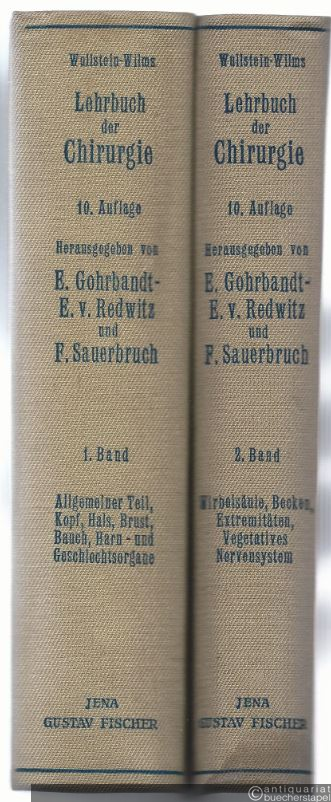 Wullstein-Wilms
Lehrbuch
der
Chirurgie
10. Auflage
Herausgegeben von
E. Gohrbandt-
E. v. Redwitz
und
F. Sauerbruch
1. Band
Allgemeiner Teil,
Kopf, Hals, Brust,
Bauch, Harn- und
Geschlechtsorgane
JENA
GUSTAV FISCHER
Wullstein-Wilms
Lehrbuch
der
Chirurgie
10. Auflage
Herausgegeben von
E. Gohrbandt-
E. v. Redwitz
und
F. Sauerbruch
2. Band
Wirbelsäule, Becken,
Extremitäten,
Vegetatives
Nervensystem
JENA
GUSTAV FISCHER
antiquariat
buecherstapel